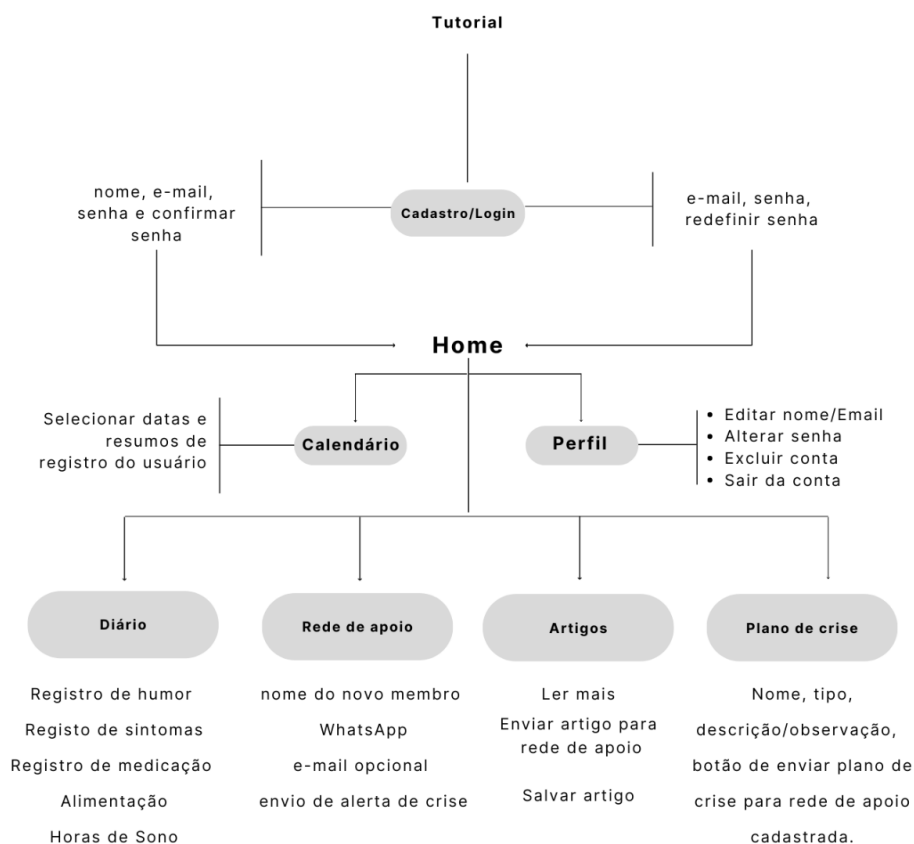 Tutorial
nome, e-mail,
senha e confirmar
senha
Cadastro/Login
e-mail, senha,
redefinir senha
Home
Selecionar datas e
resumos de
registro do usuário
Calendário
Perfil
• Editar nome/Email
• Alterar senha
• Excluir conta
• Sair da conta
Diário
Registro de humor
Registo de sintomas
Registro de medicação
Alimentação
Horas de Sono
Rede de apoio
nome do novo membro
WhatsApp
e-mail opcional
envio de alerta de crise
Artigos
Ler mais
Enviar artigo para
rede de apoio
Salvar artigo
Plano de crise
Nome, tipo,
descrição/observação,
botão de enviar plano de
crise para rede de apoio
cadastrada.